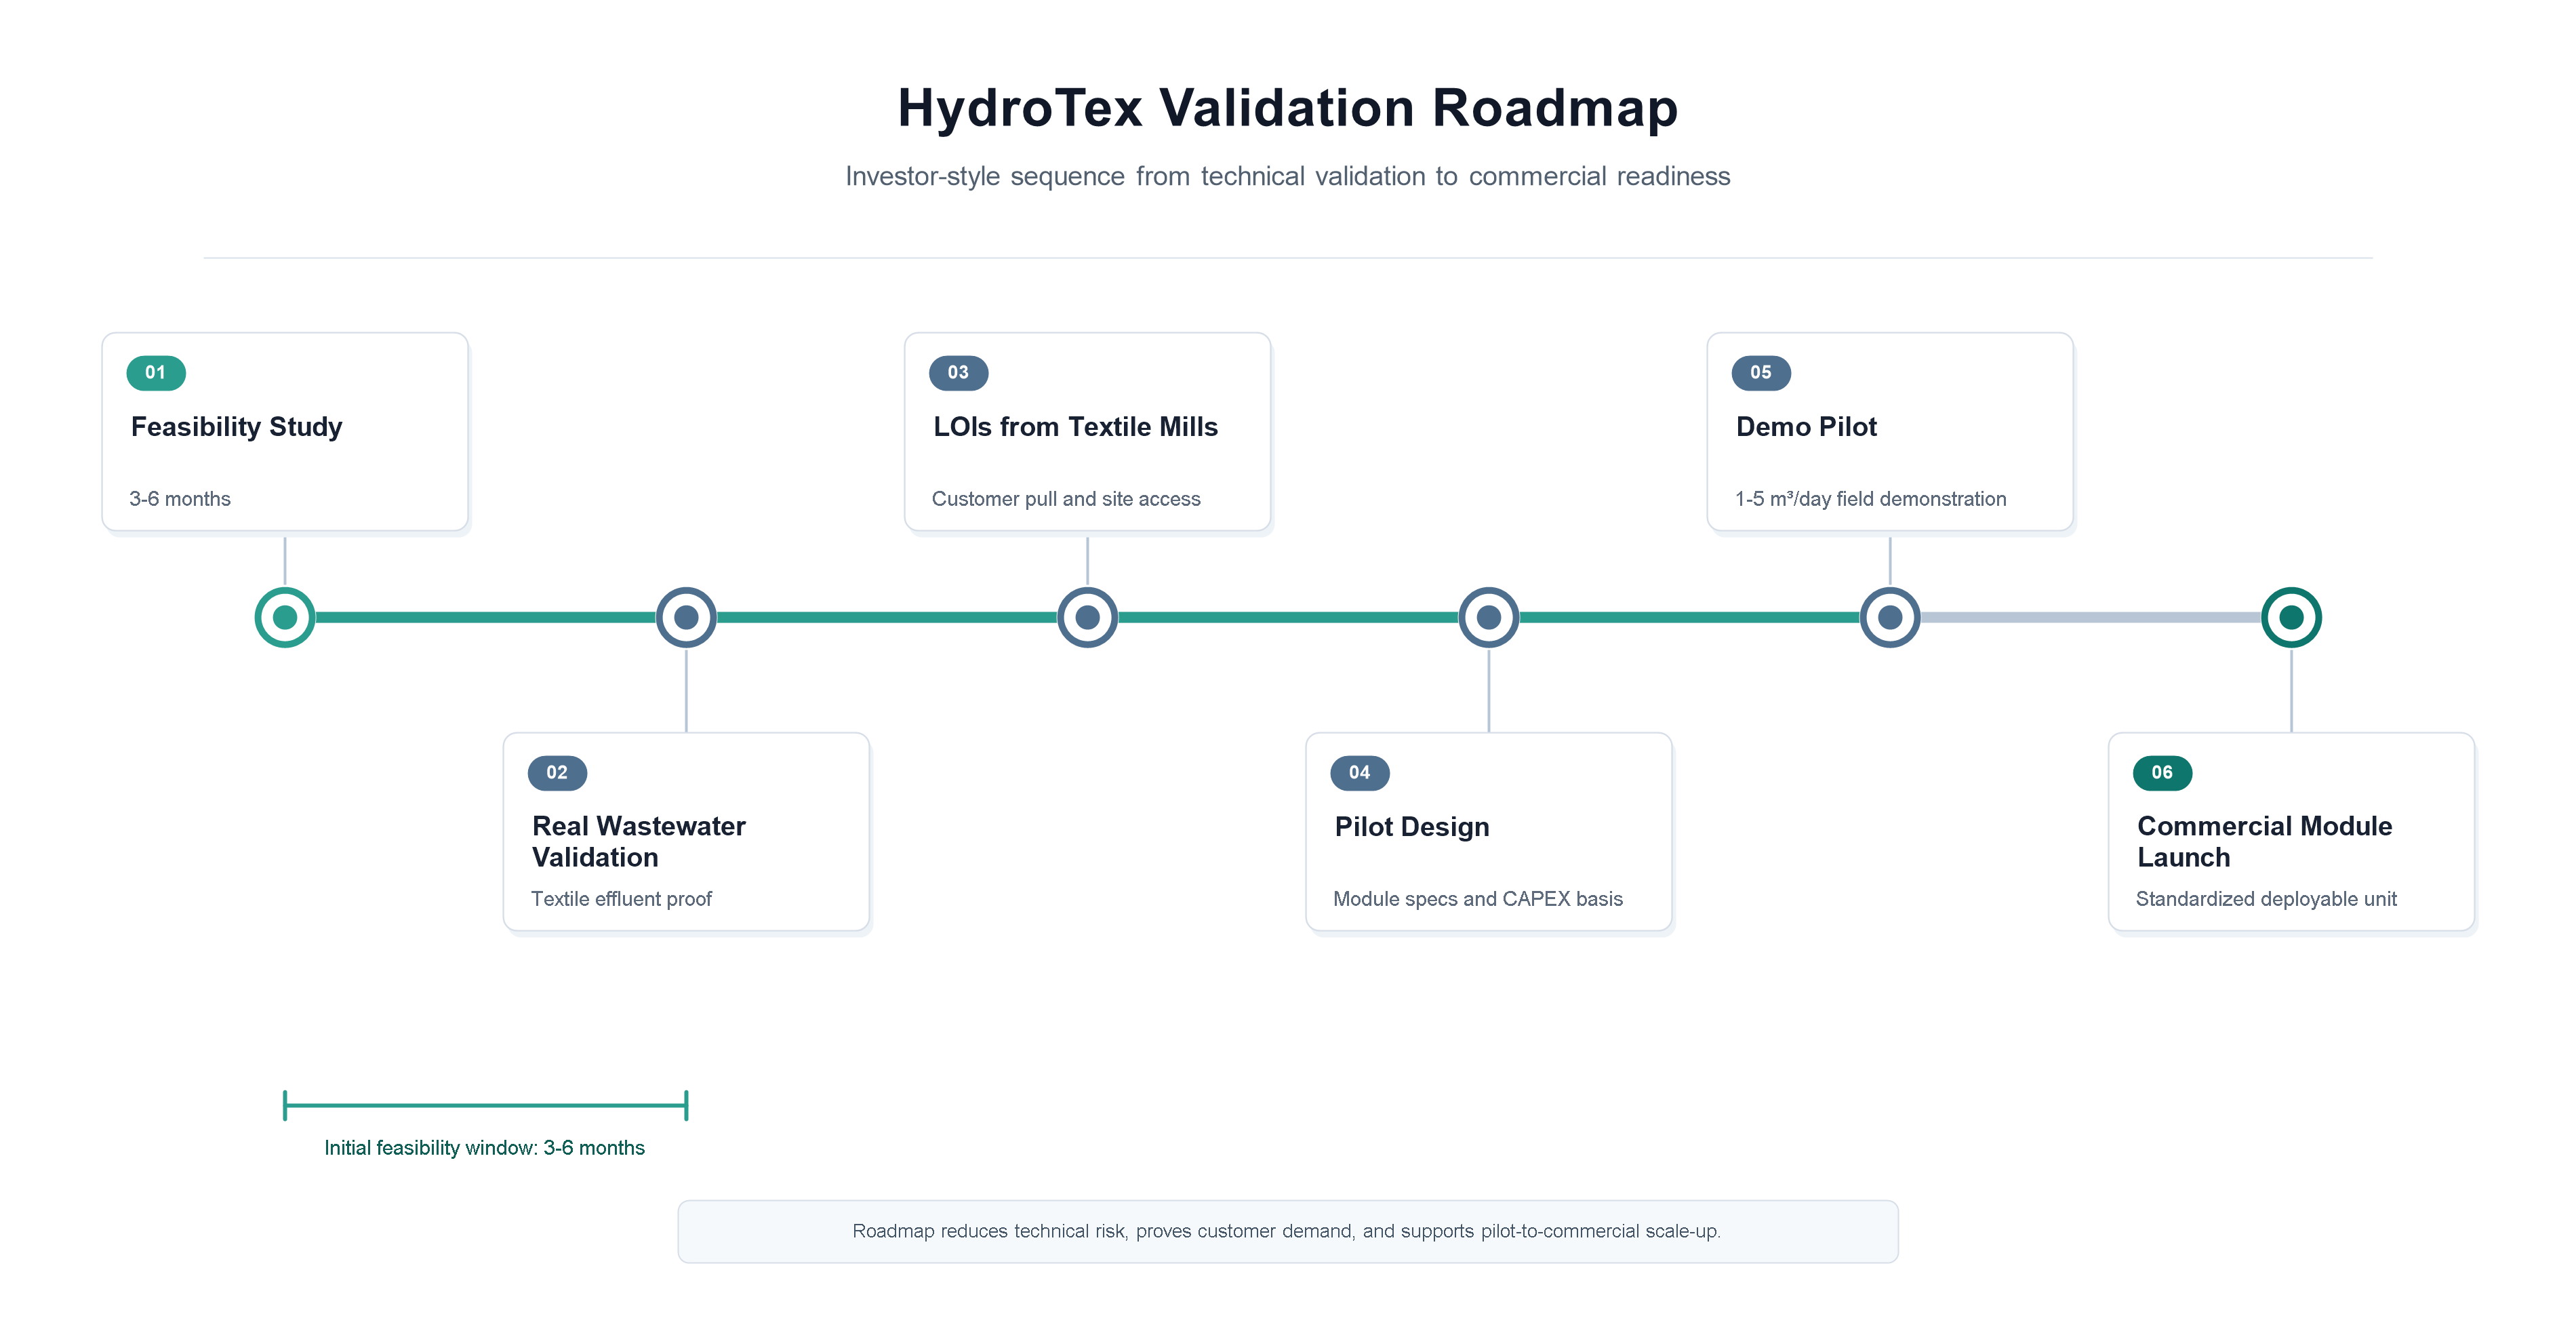 HydroTex Validation Roadmap
Investor-style sequence from technical validation to commercial readiness
01
Feasibility Study
3-6 months
02
Real Wastewater
Validation
Textile effluent proof
03
LOIs from Textile Mills
Customer pull and site access
04
Pilot Design
Module specs and CAPEX basis
05
Demo Pilot
1-5 m³/day field demonstration
06
Commercial Module
Launch
Standardized deployable unit
Initial feasibility window: 3-6 months
Roadmap reduces technical risk, proves customer demand, and supports pilot-to-commercial scale-up.